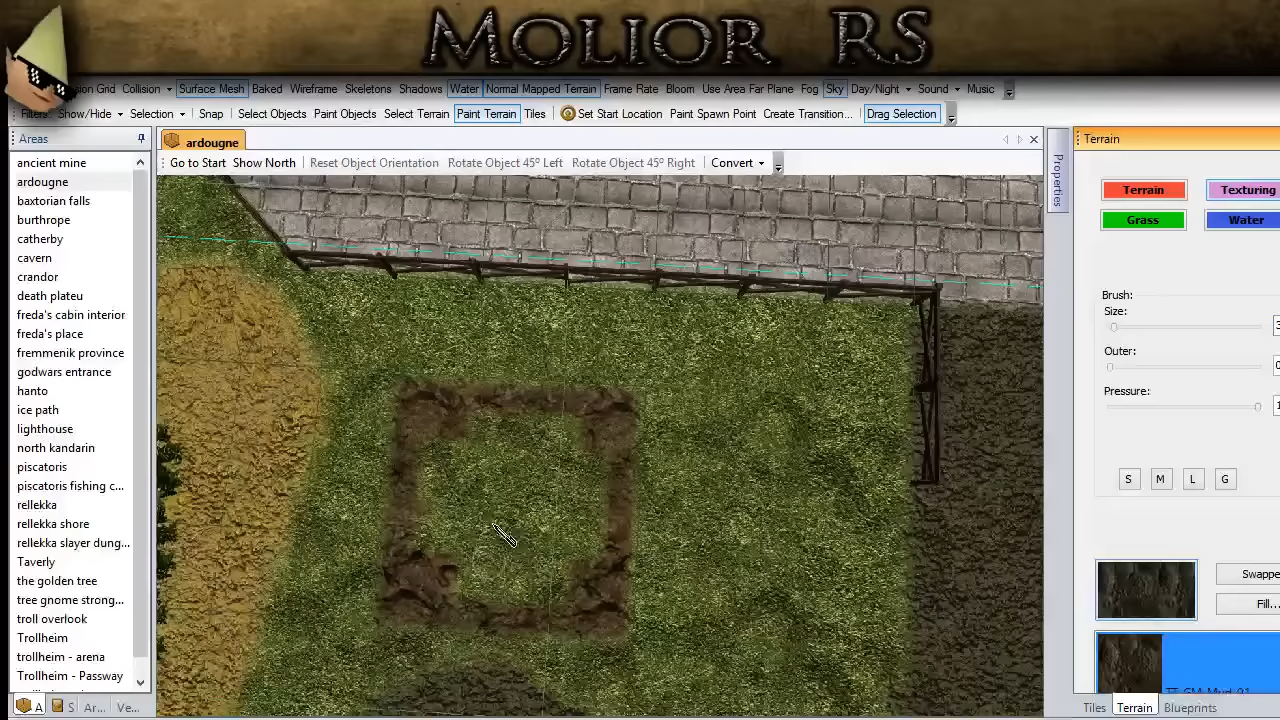 MOLIOR RS
Collision Surface Mesh Baked Wireframe Skeletons Shadows Water Normal Mapped Terrain Frame Rate Bloom Use Area Far Plane Fog Sky Day/Night Sound Music
Show/Hide Selection Snap Select Objects Paint Objects Select Terrain Paint Terrain Tiles Set Start Location Paint Spawn Point Create Transition... Drag Selection
Areas
ardougne
Terrain
Go to Start Show North Reset Object Orientation Rotate Object 45º Left Rotate Object 45º Right Convert
Properties
ancient mine
ardougne
baxtorian falls
burthrope
catherby
cavern
crandor
death plateu
freda's cabin interior
freda's place
fremmenik province
godwars entrance
hanto
ice path
lighthouse
north kandarin
piscatoris
piscatoris fishing c...
rellekka
rellekka shore
rellekka slayer dung...
Taverly
the golden tree
tree gnome strong...
troll overlook
Trollheim
trollheim - arena
Trollheim - Passway
A S Ar... Ve...
Terrain Texturing
Grass Water
Brush:
Size:
Outer:
Pressure:
S M L G
Swappe
Fill...
TT_GM_Mud_01
Tiles Terrain Blueprints